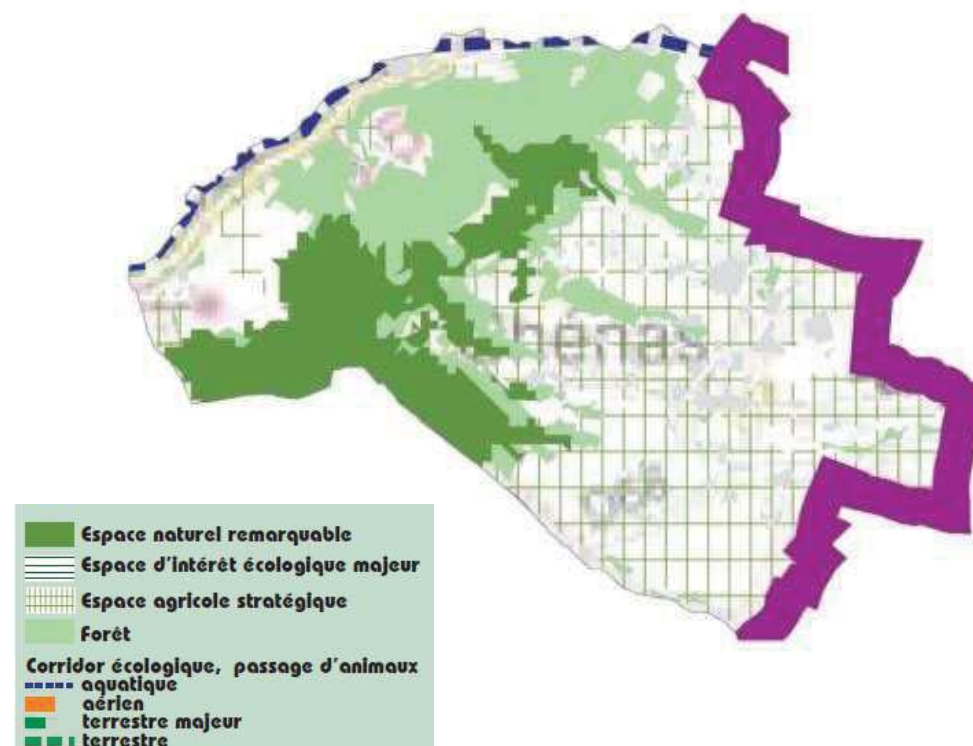 Espace naturel remarquable
Espace d'intérêt écologique majeur
Espace agricole stratégique
Forêt
Corridor écologique, passage d'animaux
aquatique
aérien
terrestre majeur
terrestre